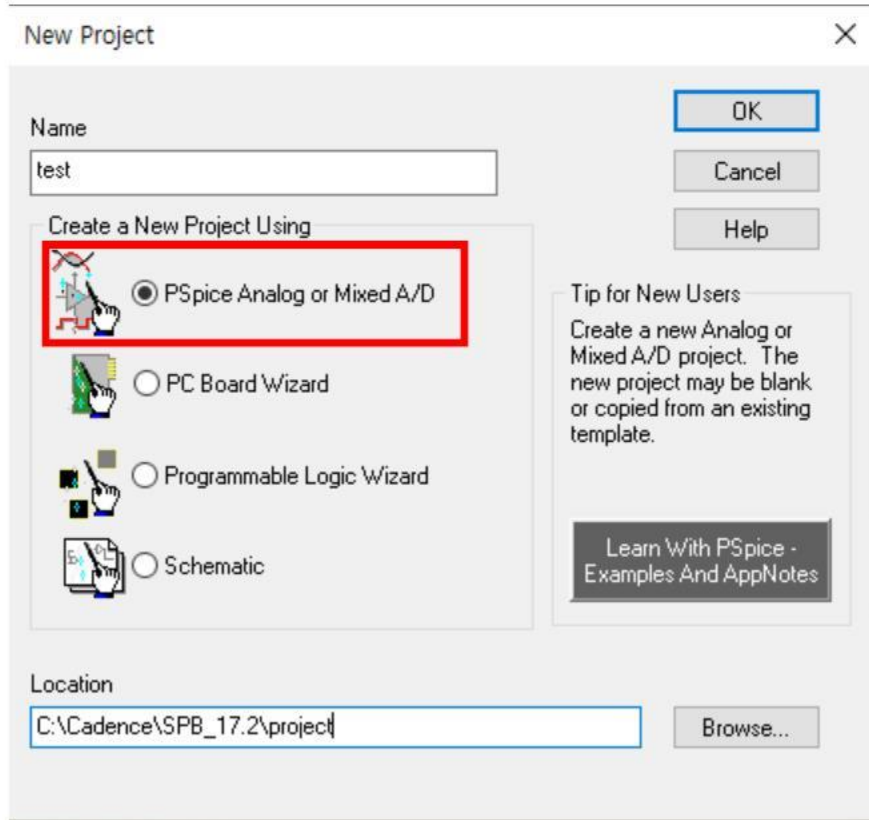 New Project
Name
test
OK
Cancel
Help
Create a New Project Using
PSpice Analog or Mixed A/D
PC Board Wizard
Programmable Logic Wizard
Schematic
Tip for New Users
Create a new Analog or
Mixed A/D project. The
new project may be blank
or copied from an existing
template.
Learn With PSpice -
Examples And AppNotes
Location
C:\Cadence\SPB_17.2\project
Browse...